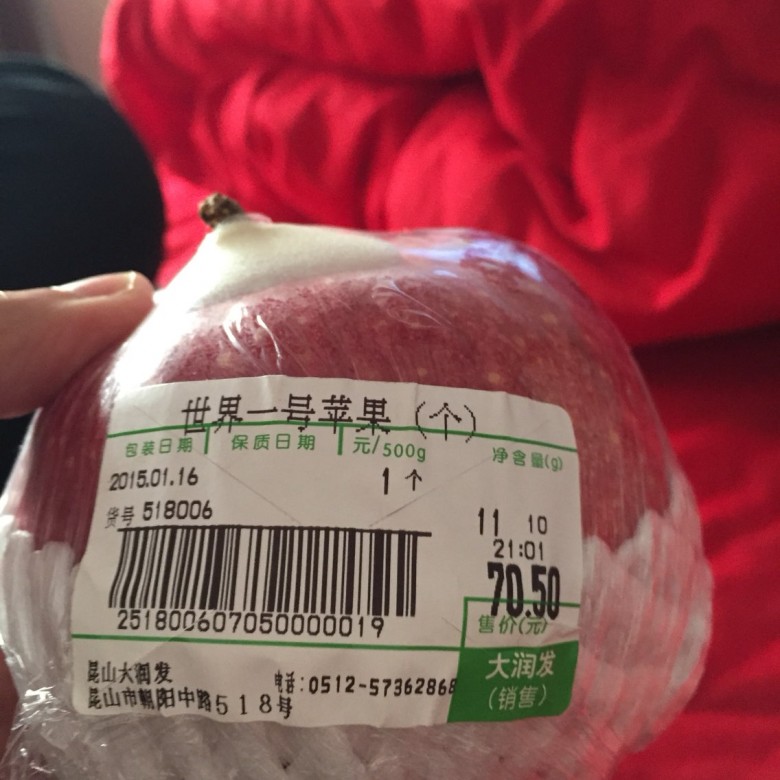 世界一号苹果（个）
包装日期 保质日期 元/500g 净含量(g)
2015.01.16 1个
货号 518006
11 10
21:01
70.50
2518006070500000019
售价(元)
昆山大润发 电话:0512-57362868
昆山市朝阳中路518号
大润发
(销售)